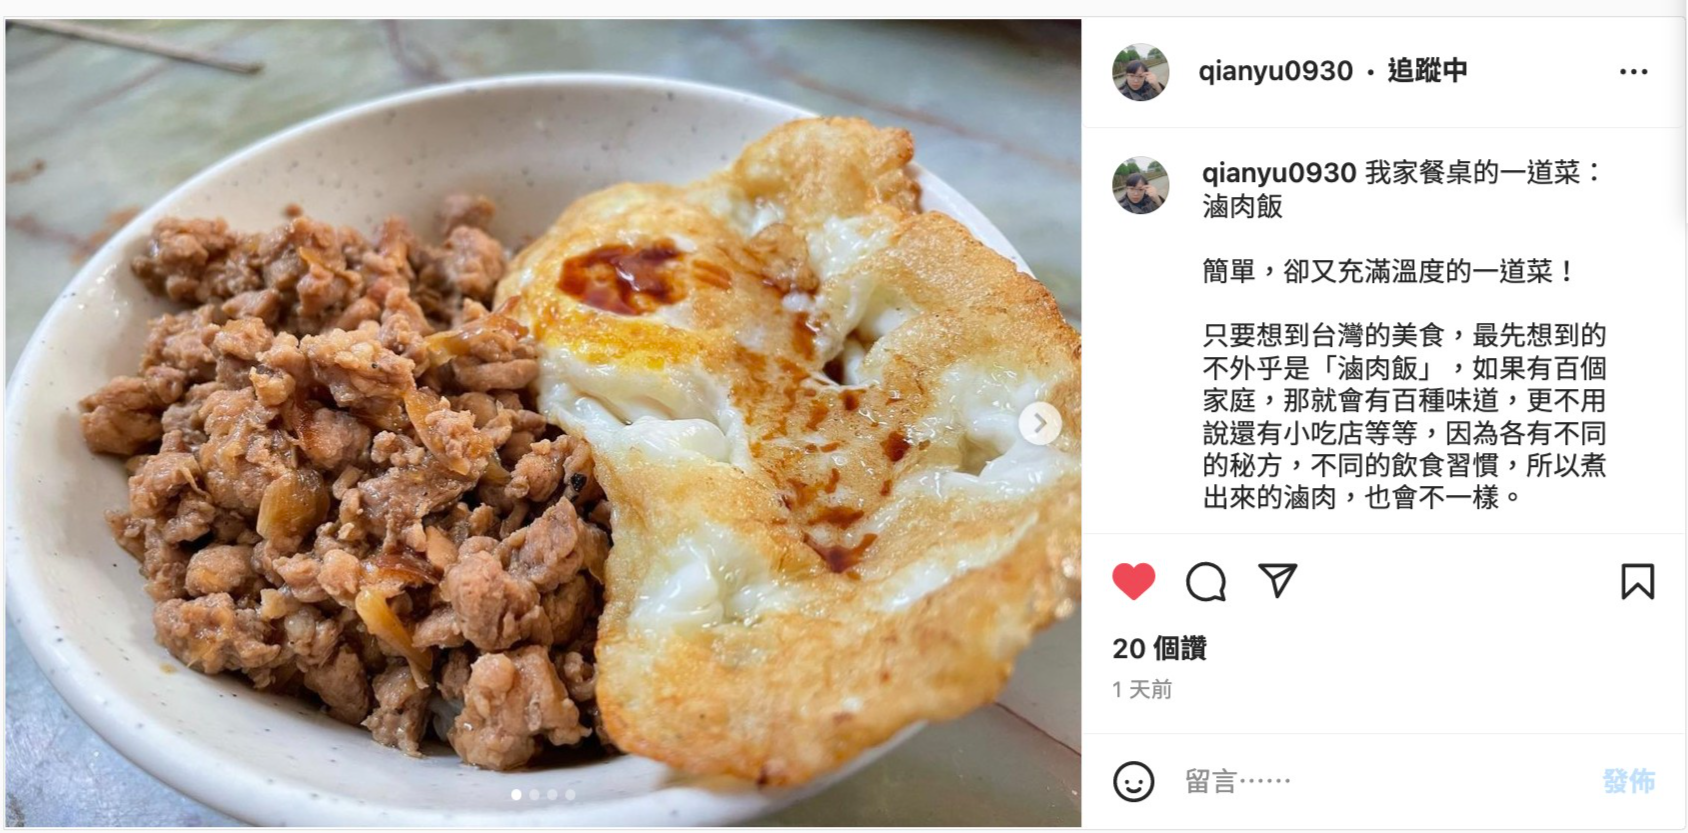 qianyu0930 • 追蹤中
qianyu0930 我家餐桌的一道菜：
滷肉飯
簡單，卻又充滿溫度的一道菜！
只要想到台灣的美食，最先想到的
不外乎是「滷肉飯」，如果有百個
家庭，那就會有百種味道，更不用
說還有小吃店等等，因為各有不同
的秘方，不同的飲食習慣，所以煮
出來的滷肉，也會不一樣。
20 個讚
1 天前
留言⋯⋯
發佈